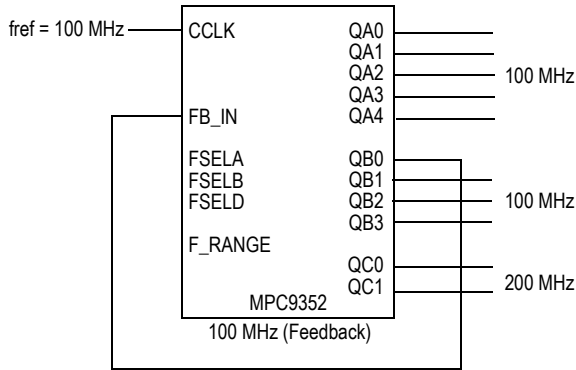 fref = 100 MHz
CCLK
QA0
QA1
QA2
100 MHz
QA3
FB_IN
QA4
FSELA
QB0
FSELB
QB1
FSELD
QB2
100 MHz
QB3
F_RANGE
QC0
QC1
200 MHz
MPC9352
100 MHz (Feedback)